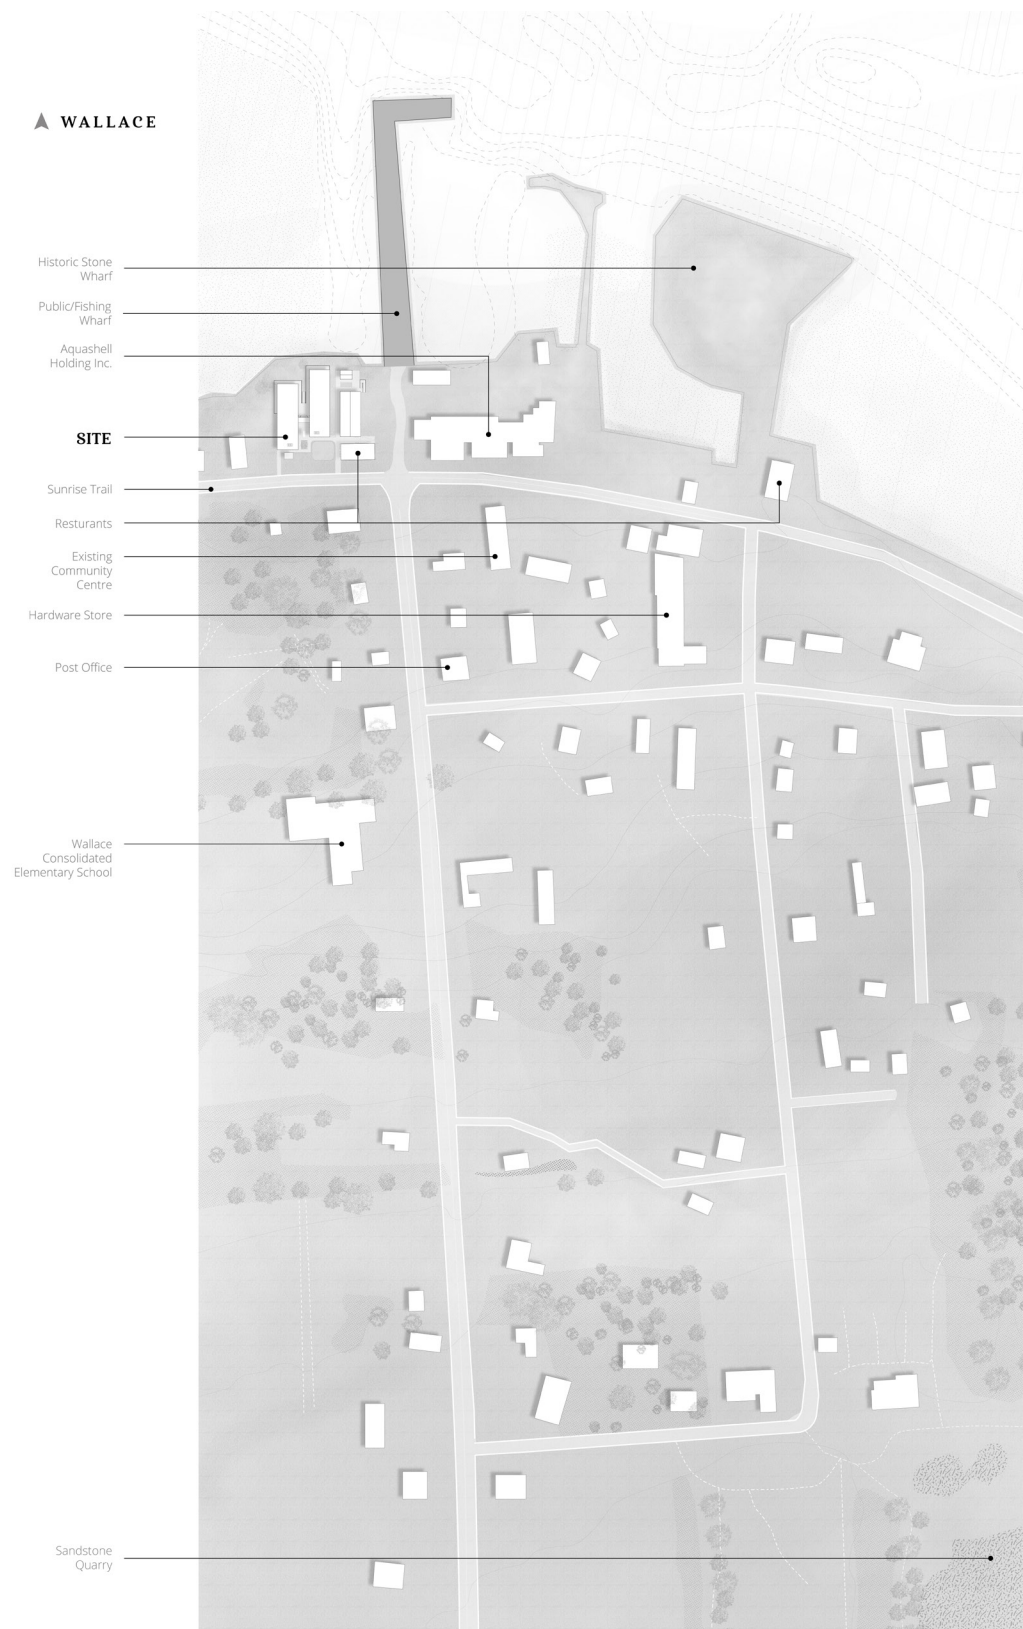 WALLACE
Historic Stone
Wharf
Public/Fishing
Wharf
Aquashell
Holding Inc.
SITE
Sunrise Trail
Resturants
Existing
Community
Centre
Hardware Store
Post Office
Wallace
Consolidated
Elementary School
Sandstone
Quarry